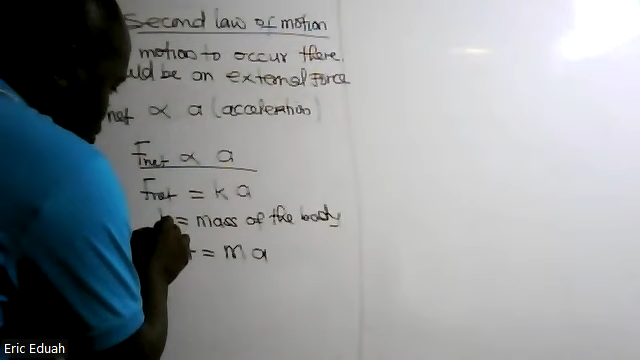 Second law of motion
motion to occur there
uld be an external force
net ∝ a (acceleration)
Fnet ∝ a
Fnet = K a
k = mass of the body
= m a
Eric Eduah